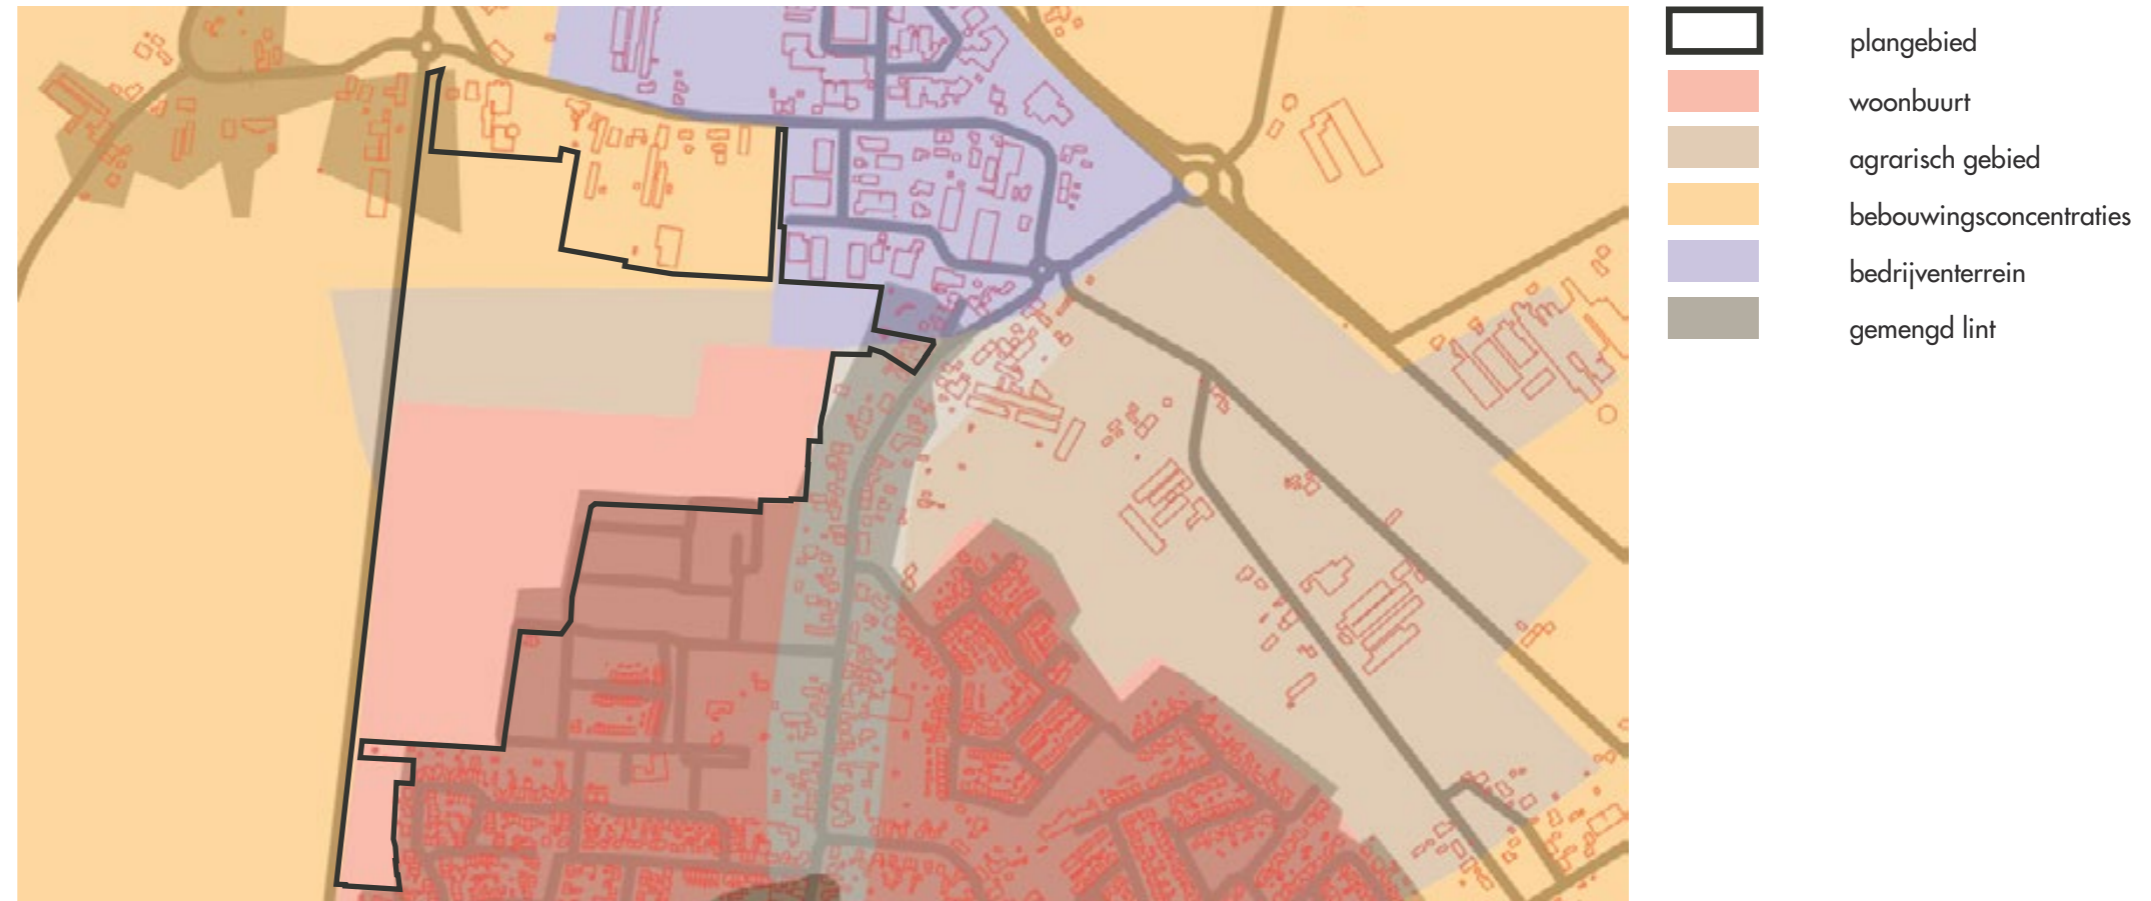 plangebied
woonbuurt
agrarisch gebied
bebouwingsconcentraties
bedrijventerrein
gemengd lint